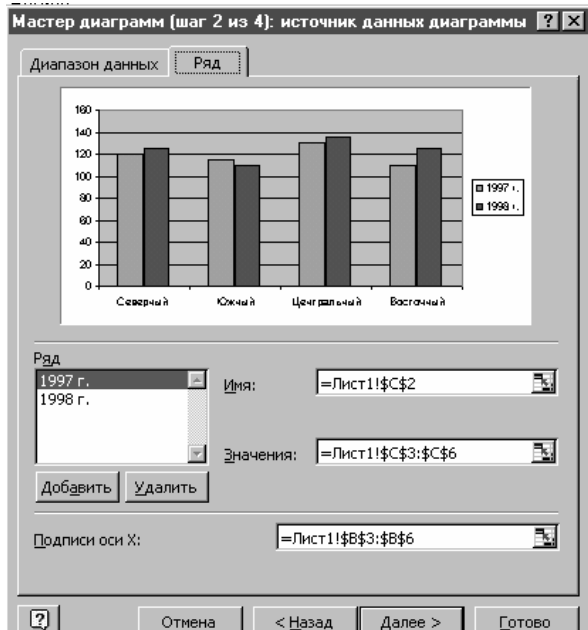 Мастер диаграмм (шаг 2 из 4): источник данных диаграммы
Диапазон данных Ряд
160
140
120
100
80
60
40
20
0
Северный Южный Центральный Восточный
1997 г.
1998 г.
Ряд
1997 г.
1998 г.
Имя: =Лист1!$C$2
Значения: =Лист1!$C$3:$C$6
Добавить Удалить
Подписи оси X: =Лист1!$B$3:$B$6
Отмена < Назад Далее > Готово